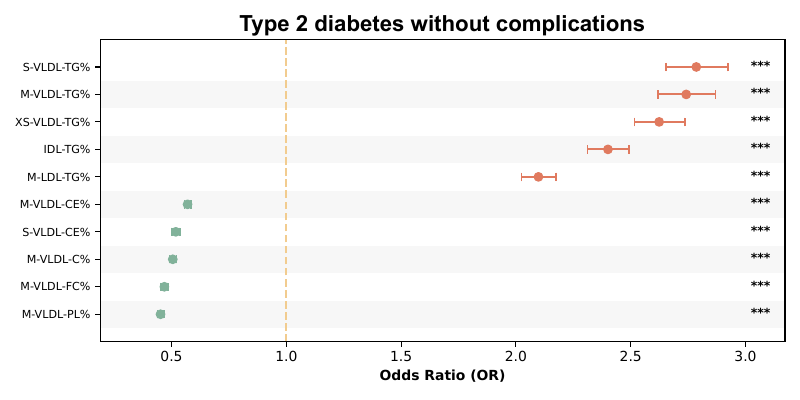 Type 2 diabetes without complications
S-VLDL-TG% ***
M-VLDL-TG% ***
XS-VLDL-TG% ***
IDL-TG% ***
M-LDL-TG% ***
M-VLDL-CE% ***
S-VLDL-CE% ***
M-VLDL-C% ***
M-VLDL-FC% ***
M-VLDL-PL% ***
0.5 1.0 1.5 2.0 2.5 3.0
Odds Ratio (OR)